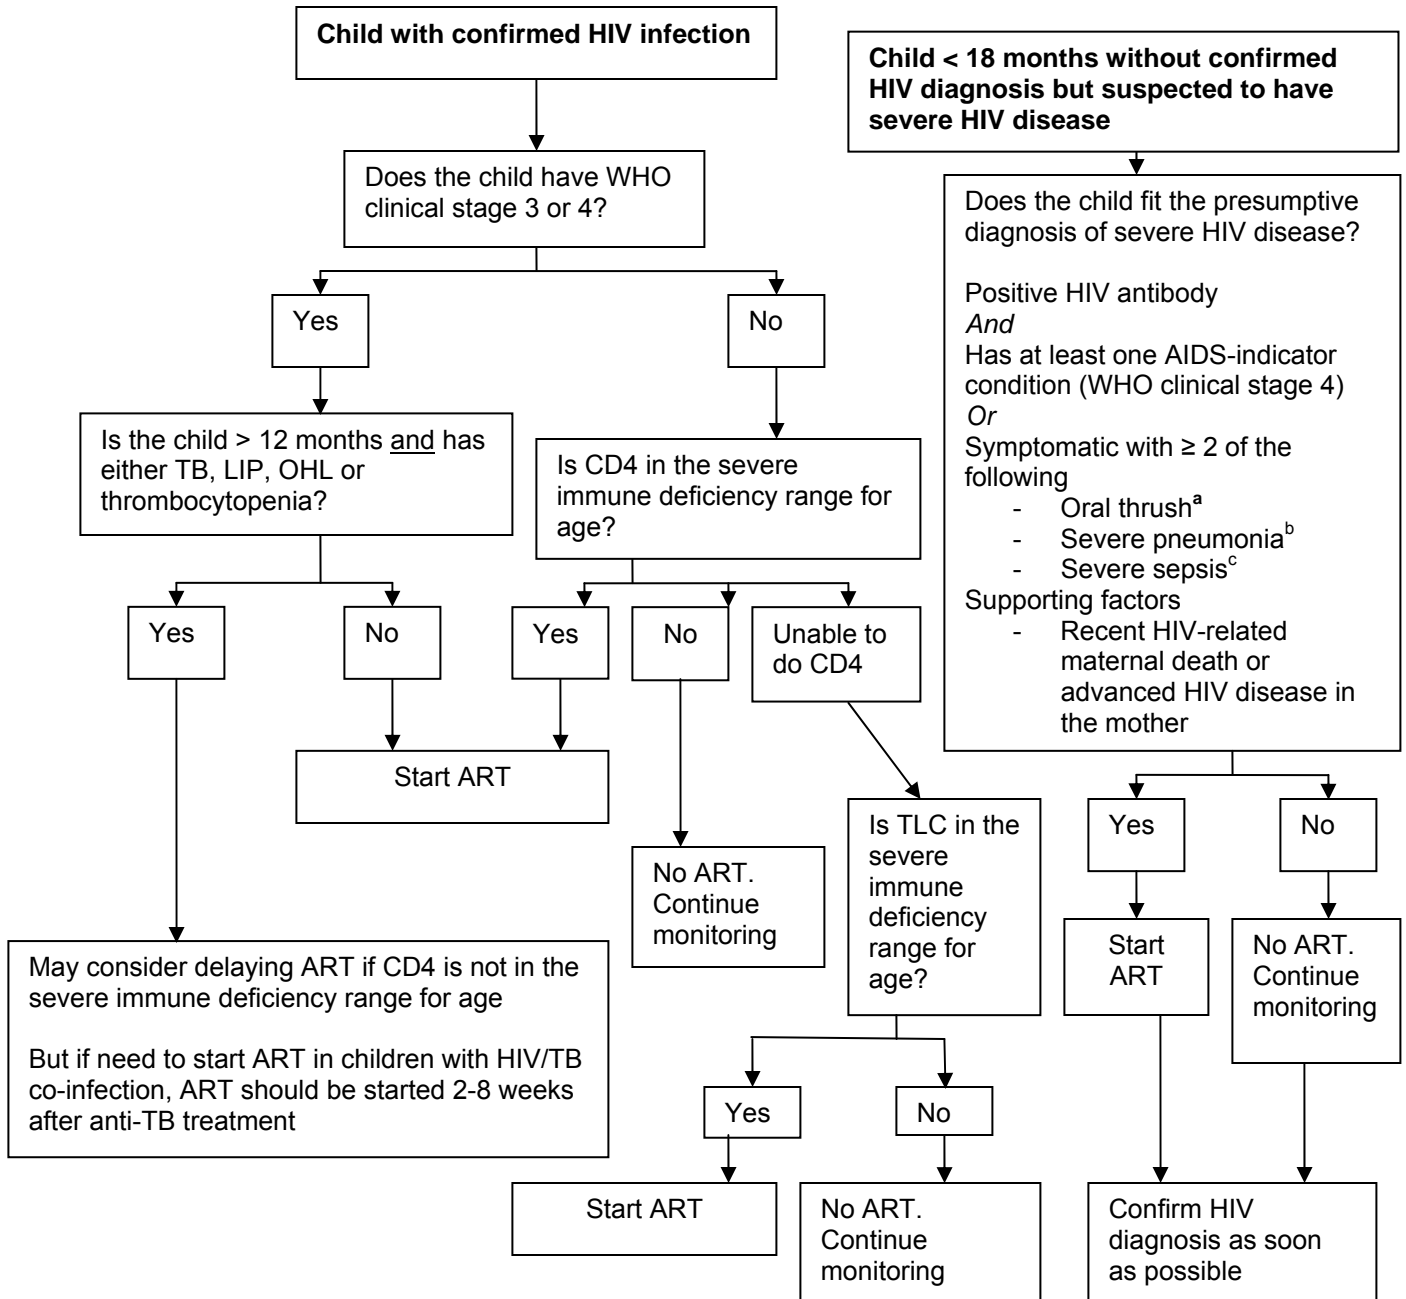 Child with confirmed HIV infection
Does the child have WHO
clinical stage 3 or 4?
Yes
No
Is the child > 12 months and has
either TB, LIP, OHL or
thrombocytopenia?
Is CD4 in the severe
immune deficiency range for
age?
Yes
No
Yes
No
Unable to
do CD4
Start ART
May consider delaying ART if CD4 is not in the
severe immune deficiency range for age
But if need to start ART in children with HIV/TB
co-infection, ART should be started 2-8 weeks
after anti-TB treatment
No ART.
Continue
monitoring
Is TLC in the
severe
immune
deficiency
range for
age?
Yes
No
Start ART
No ART.
Continue
monitoring
Child < 18 months without confirmed
HIV diagnosis but suspected to have
severe HIV disease
Does the child fit the presumptive
diagnosis of severe HIV disease?
Positive HIV antibody
And
Has at least one AIDS-indicator
condition (WHO clinical stage 4)
Or
Symptomatic with ≥ 2 of the
following
- Oral thrushᵃ
- Severe pneumoniaᵇ
- Severe sepsisᶜ
Supporting factors
- Recent HIV-related
maternal death or
advanced HIV disease in
the mother
Yes
No
Start
ART
No ART.
Continue
monitoring
Confirm HIV
diagnosis as soon
as possible